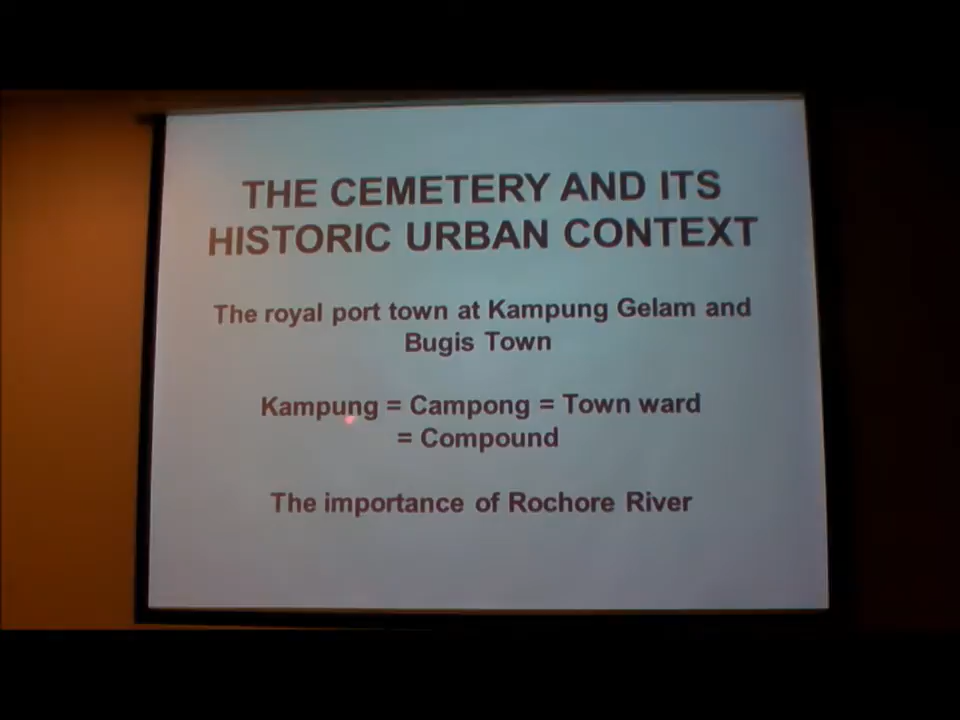 THE CEMETERY AND ITS
HISTORIC URBAN CONTEXT
The royal port town at Kampung Gelam and
Bugis Town
Kampung = Campong = Town ward
= Compound
The importance of Rochore River